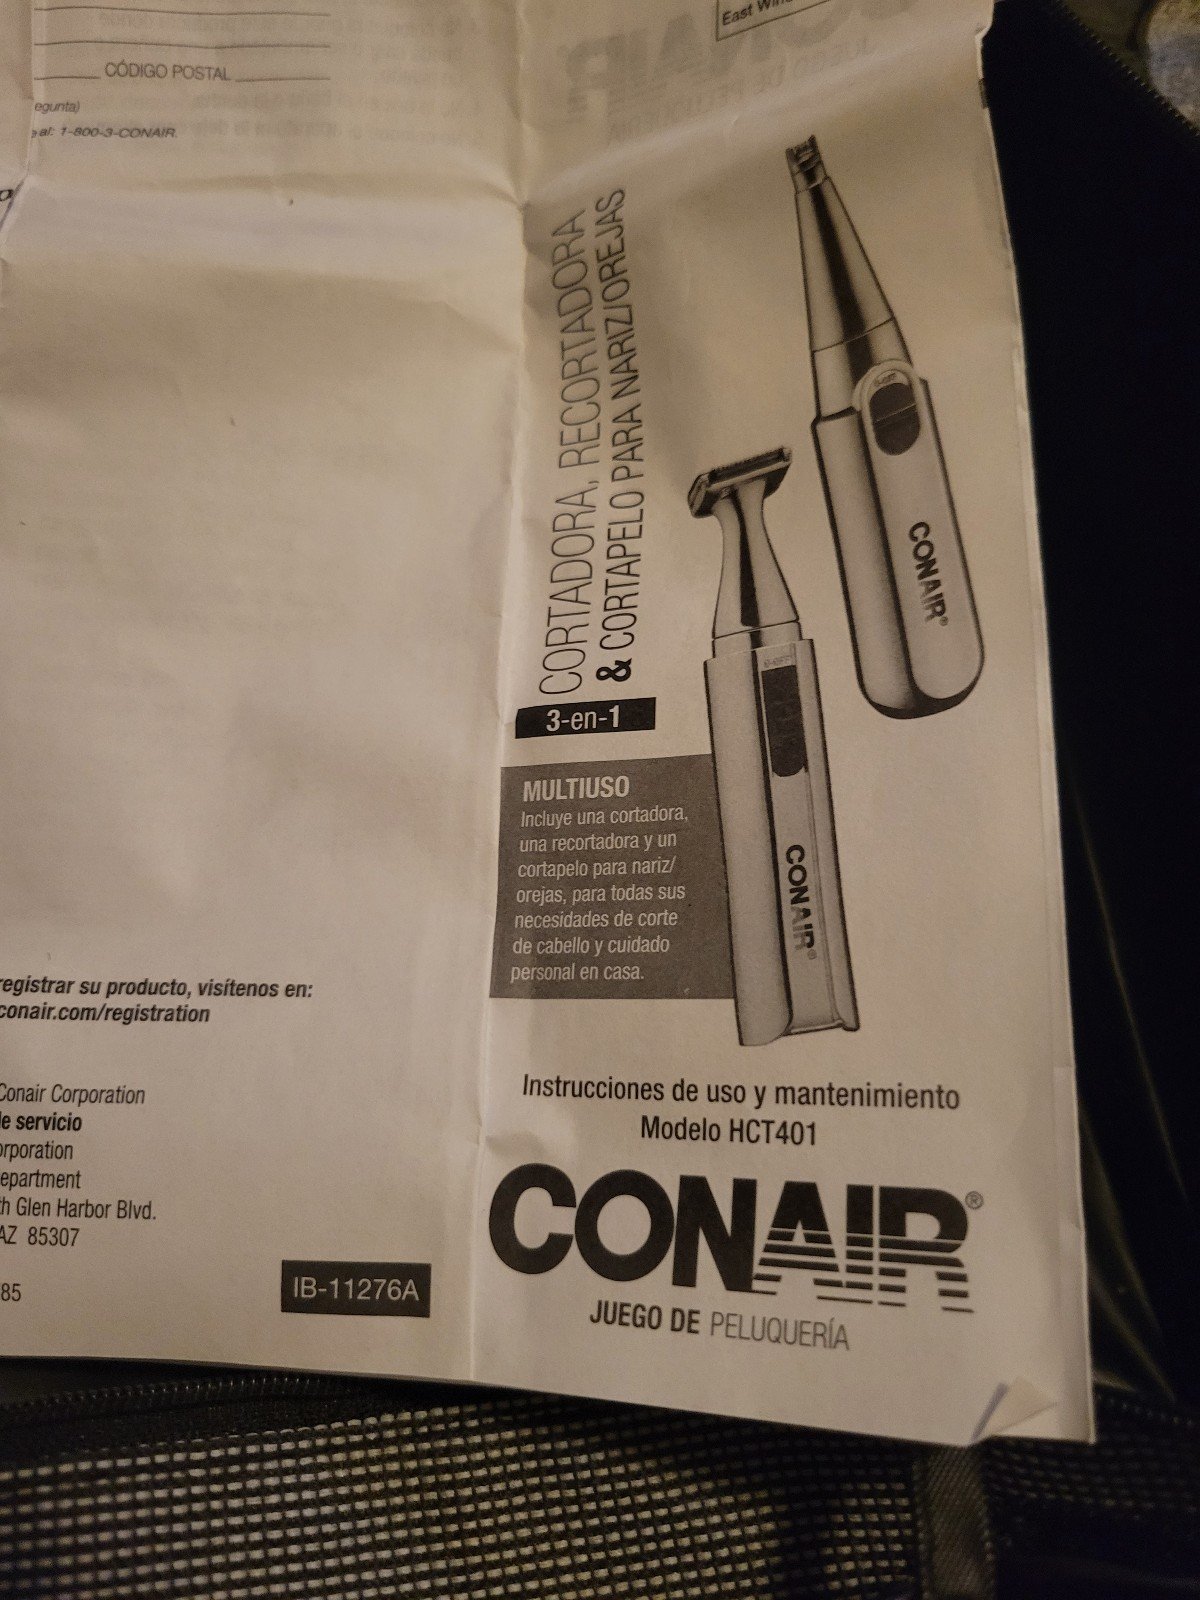 CÓDIGO POSTAL
egunta)
al: 1-800-3-CONAIR.
registrar su producto, visítenos en:
conair.com/registration
Conair Corporation
de servicio
orporation
epartment
th Glen Harbor Blvd.
AZ 85307
85
IB-11276A
East
CONAIR
CORTADORA, RECORTADORA
& CORTAPELO PARA NARIZ/OREJAS
3-en-1
MULTIUSO
Incluye una cortadora,
una recortadora y un
cortapelo para nariz/
orejas, para todas sus
necesidades de corte
de cabello y cuidado
personal en casa.
CONAIR®
CONAIR®
Instrucciones de uso y mantenimiento
Modelo HCT401
CONAIR®
JUEGO DE PELUQUERÍA